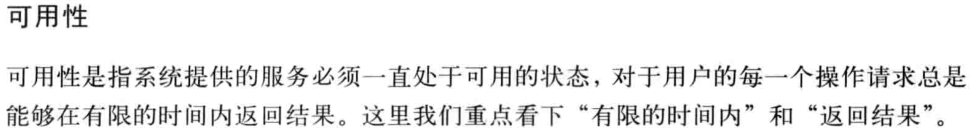 可用性
可用性是指系统提供的服务必须一直处于可用的状态，对于用户的每一个操作请求总是
能够在有限的时间内返回结果。这里我们重点看下“有限的时间内”和“返回结果”。